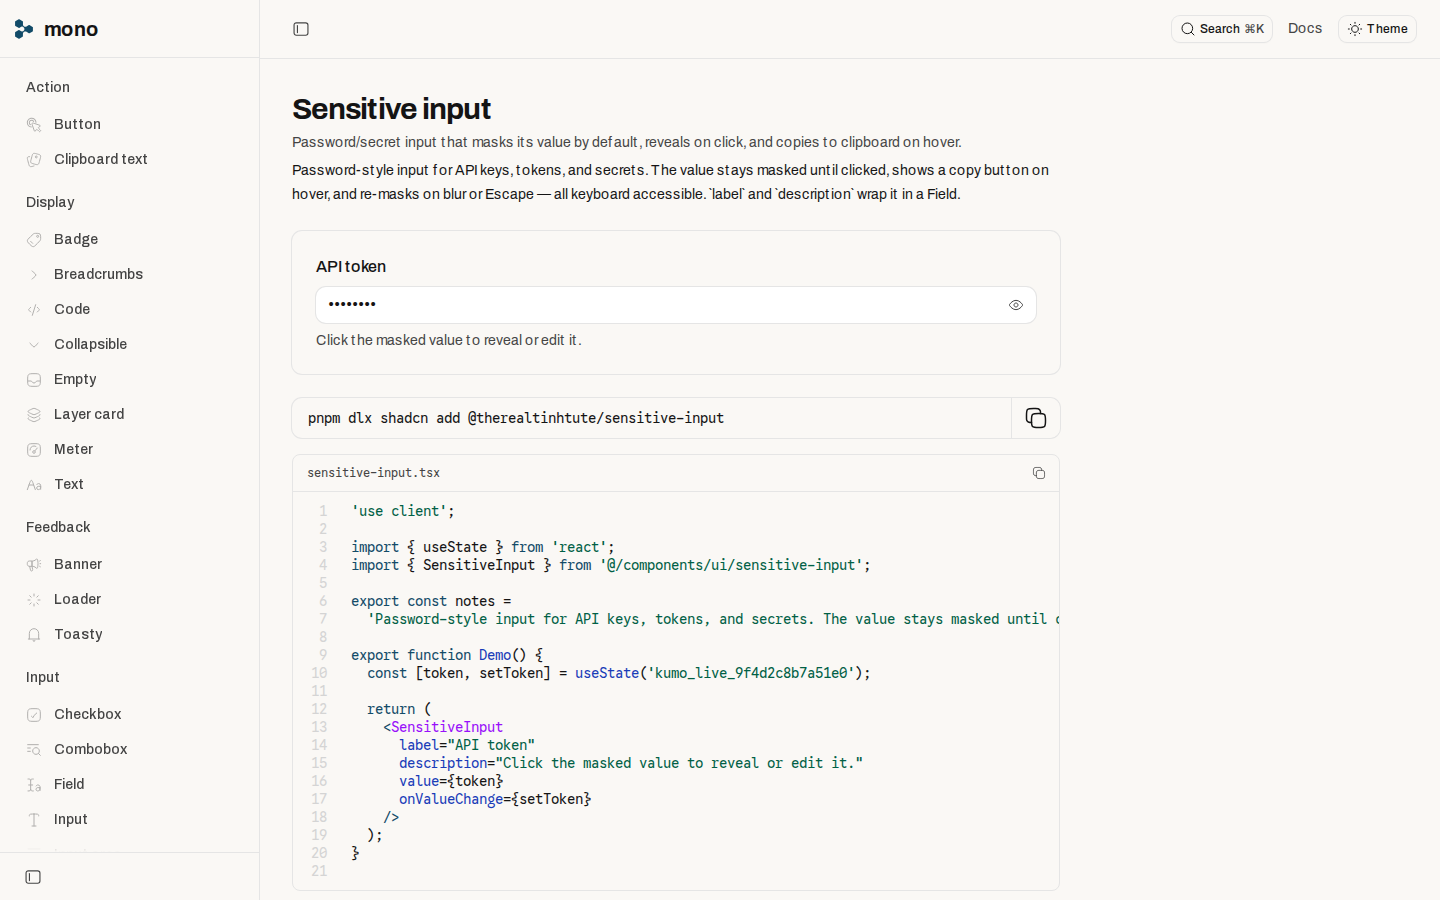 mono
Search ⌘K
Docs
Theme
Action
Button
Clipboard text
Display
Badge
Breadcrumbs
Code
Collapsible
Empty
Layer card
Meter
Text
Feedback
Banner
Loader
Toasty
Input
Checkbox
Combobox
Field
Input
Sensitive input
Password/secret input that masks its value by default, reveals on click, and copies to clipboard on hover.
Password-style input for API keys, tokens, and secrets. The value stays masked until clicked, shows a copy button on
hover, and re-masks on blur or Escape — all keyboard accessible. `label` and `description` wrap it in a Field.
API token
••••••••
Click the masked value to reveal or edit it.
pnpm dlx shadcn add @therealtinhtute/sensitive-input
sensitive-input.tsx
1 'use client';
2
3 import { useState } from 'react';
4 import { SensitiveInput } from '@/components/ui/sensitive-input';
5
6 export const notes =
7 'Password-style input for API keys, tokens, and secrets. The value stays masked until
8
9 export function Demo() {
10 const [token, setToken] = useState('kumo_live_9f4d2c8b7a51e0');
11
12 return (
13 <SensitiveInput
14 label="API token"
15 description="Click the masked value to reveal or edit it."
16 value={token}
17 onValueChange={setToken}
18 />
19 );
20 }
21